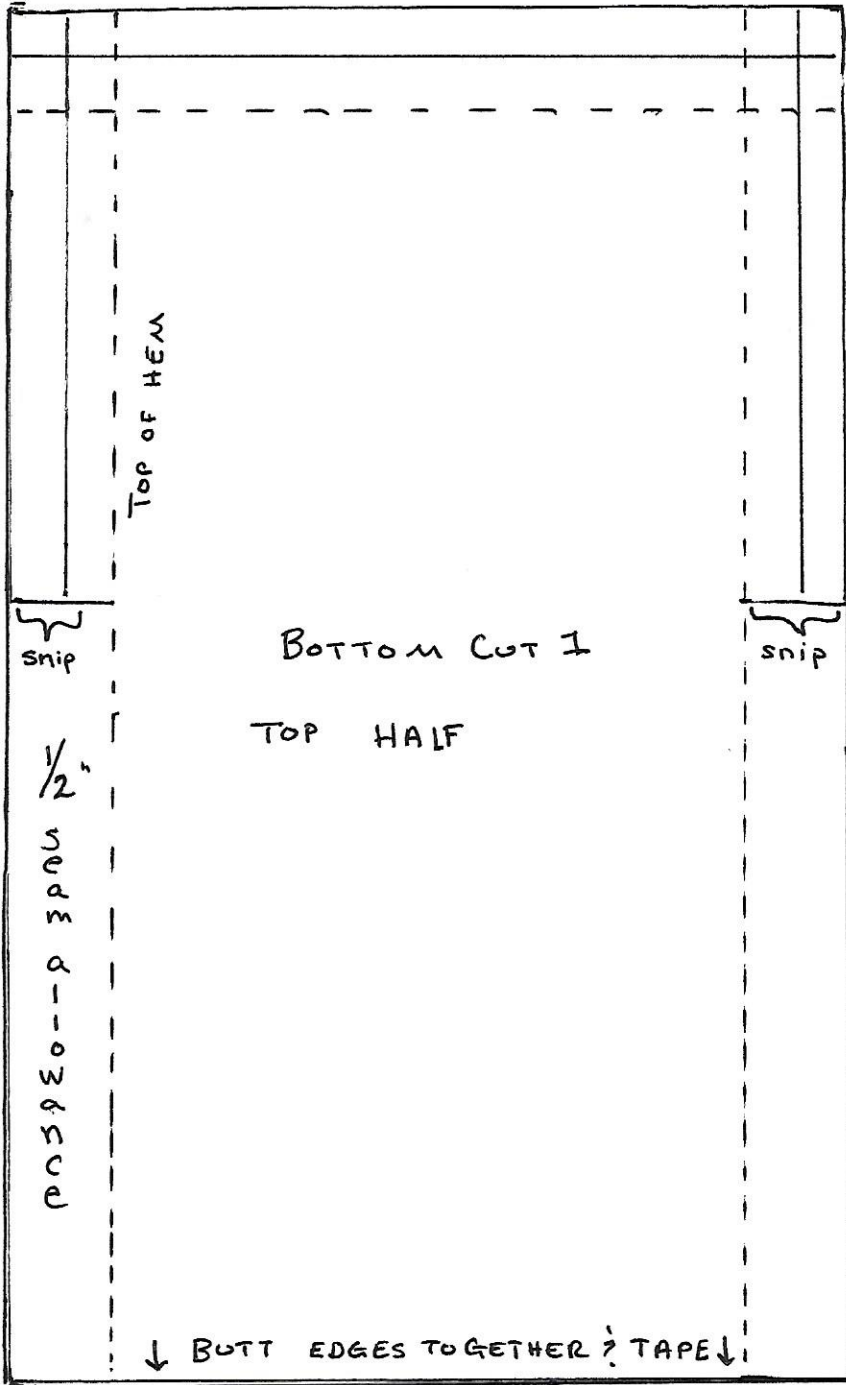 TOP OF HEM
snip
snip
BOTTOM CUT 1
TOP HALF
1/2" seam allowance
↓ BUTT EDGES TOGETHER & TAPE ↓